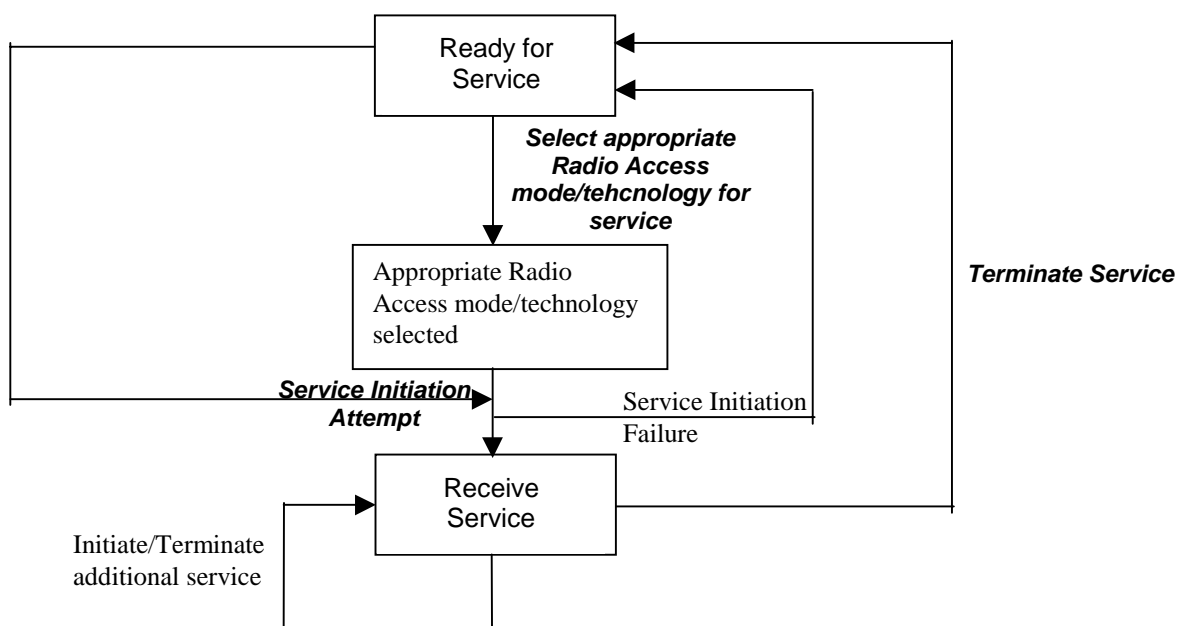 Ready for
Service
Select appropriate
Radio Access
mode/tehcnology for
service
Appropriate Radio
Access mode/technology
selected
Terminate Service
Service Initiation
Attempt
Service Initiation
Failure
Receive
Service
Initiate/Terminate
additional service